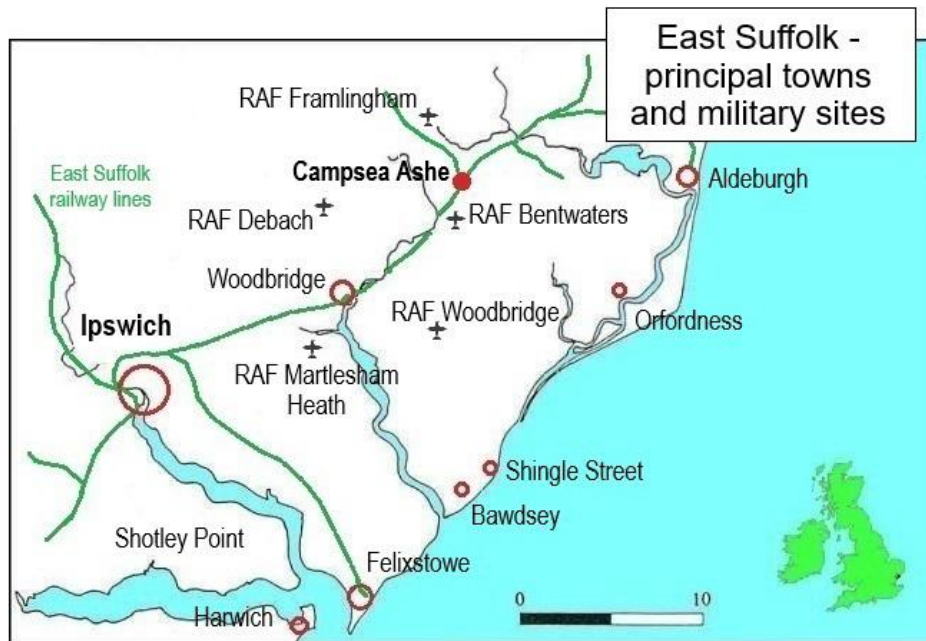 East Suffolk -
principal towns
and military sites
RAF Framlingham
East Suffolk
railway lines
Campsea Ashe
Aldeburgh
RAF Debach
RAF Bentwaters
Woodbridge
Ipswich
RAF Woodbridge
Orfordness
RAF Martlesham
Heath
Shingle Street
Bawdsey
Shotley Point
Felixstowe
Harwich
0
10